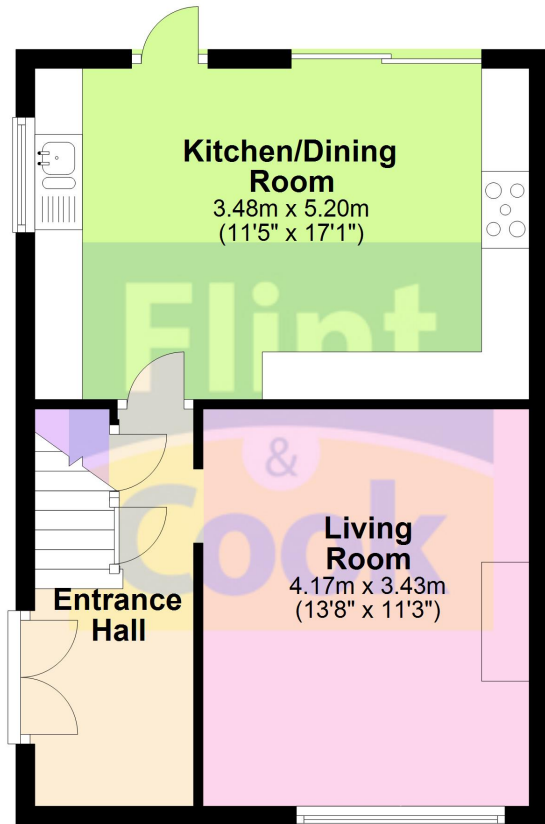 Kitchen/Dining
Room
3.48m x 5.20m
(11'5" x 17'1")
Flint
&
Cook
Living
Room
4.17m x 3.43m
(13'8" x 11'3")
Entrance
Hall